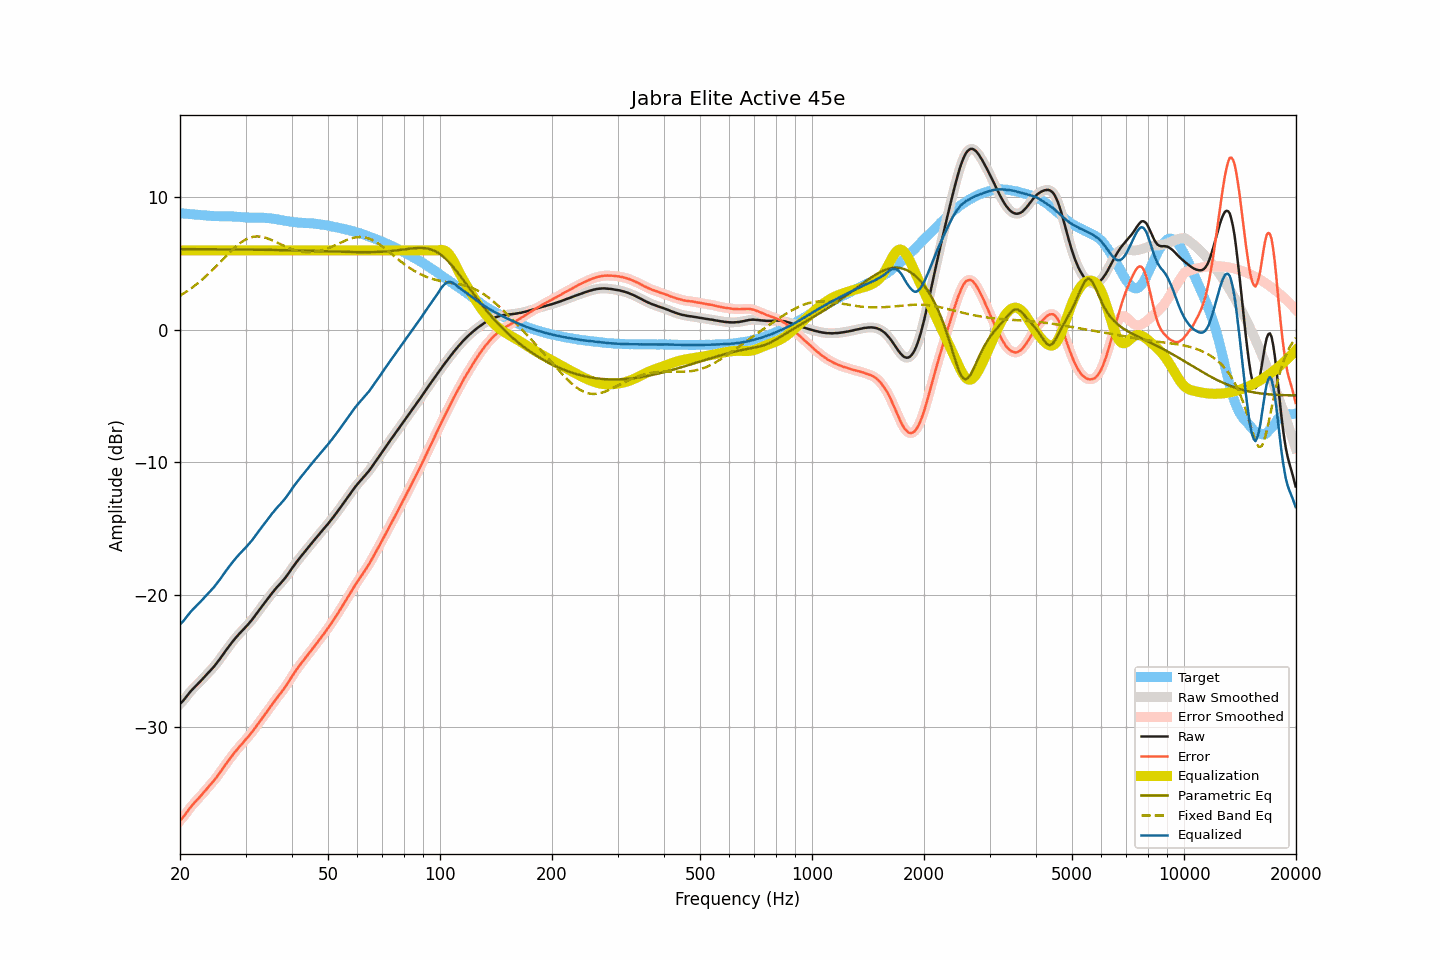 Jabra Elite Active 45e
10
0
−10
−20
−30
Amplitude (dBr)
20 50 100 200 500 1000 2000 5000 10000 20000
Frequency (Hz)
Target
Raw Smoothed
Error Smoothed
Raw
Error
Equalization
Parametric Eq
Fixed Band Eq
Equalized